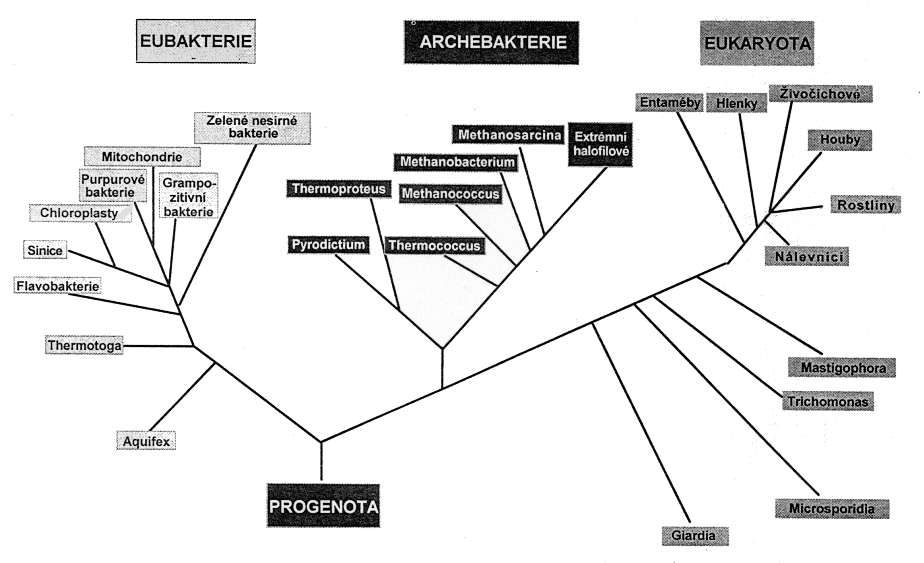 EUBAKTERIE
ARCHEBAKTERIE
EUKARYOTA
Zelené nesirné
bakterie
Mitochondrie
Purpurové
bakterie
Grampo-
zitivní
bakterie
Chloroplasty
Sinice
Flavobakterie
Thermotoga
Aquifex
Methanosarcina
Extrémní
halofilové
Methanobacterium
Thermoproteus
Methanococcus
Pyrodictium
Thermococcus
Entaméby
Hlenky
Živočichové
Houby
Rostliny
Nálevníci
Mastigophora
Trichomonas
Microsporidia
Giardia
PROGENOTA